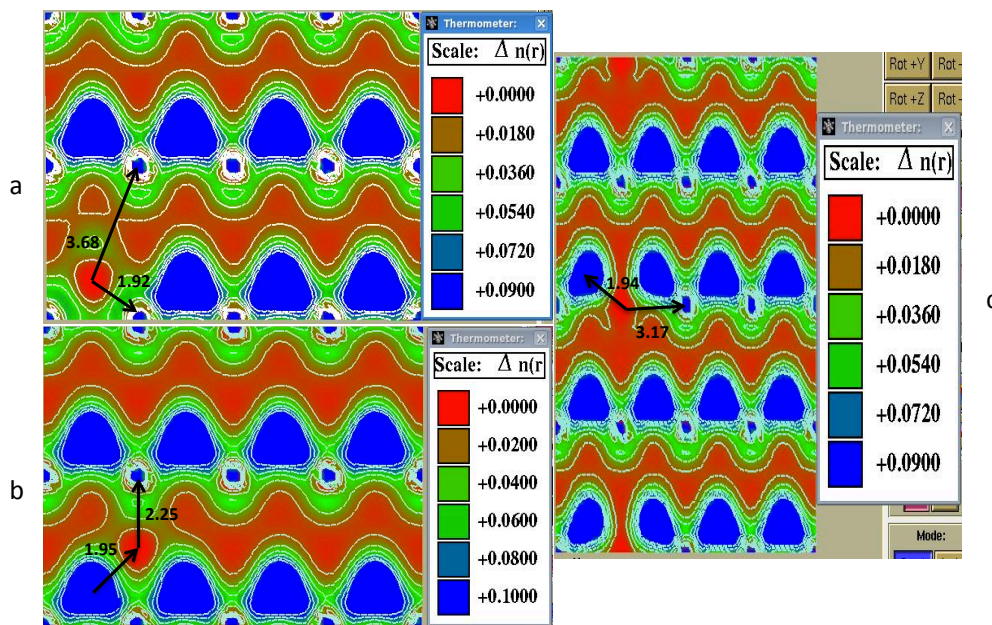 a
3.68
1.92
Thermometer:
Scale: Δ n(r)
+0.0000
+0.0180
+0.0360
+0.0540
+0.0720
+0.0900
b
2.25
1.95
Thermometer:
Scale: Δ n(r
+0.0000
+0.0200
+0.0400
+0.0600
+0.0800
+0.1000
1.94
3.17
Rot +Y Rot -
Rot +Z Rot -
Thermometer:
Scale: Δ n(r)
+0.0000
+0.0180
+0.0360
+0.0540
+0.0720
+0.0900
Mode: